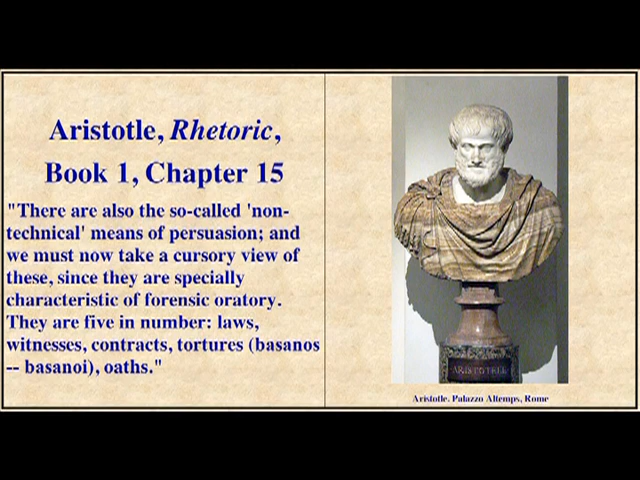 Aristotle, Rhetoric,
Book 1, Chapter 15
"There are also the so-called 'non-
technical' means of persuasion; and
we must now take a cursory view of
these, since they are specially
characteristic of forensic oratory.
They are five in number: laws,
witnesses, contracts, tortures (basanos
-- basanoi), oaths."
ARISTOTELE
Aristotle. Palazzo Altemps, Rome